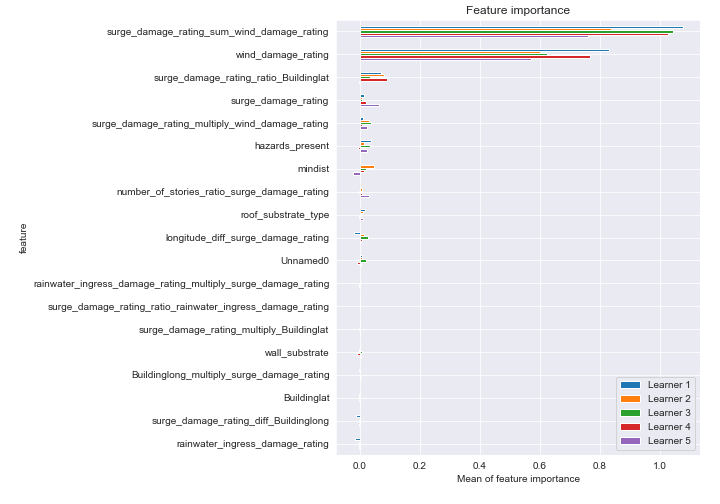 Feature importance
surge_damage_rating_sum_wind_damage_rating
wind_damage_rating
surge_damage_rating_ratio_Buildinglat
surge_damage_rating
surge_damage_rating_multiply_wind_damage_rating
hazards_present
mindist
number_of_stories_ratio_surge_damage_rating
roof_substrate_type
longitude_diff_surge_damage_rating
Unnamed0
rainwater_ingress_damage_rating_multiply_surge_damage_rating
surge_damage_rating_ratio_rainwater_ingress_damage_rating
surge_damage_rating_multiply_Buildinglat
wall_substrate
Buildinglong_multiply_surge_damage_rating
Buildinglat
surge_damage_rating_diff_Buildinglong
rainwater_ingress_damage_rating
feature
Learner 1
Learner 2
Learner 3
Learner 4
Learner 5
0.0 0.2 0.4 0.6 0.8 1.0
Mean of feature importance